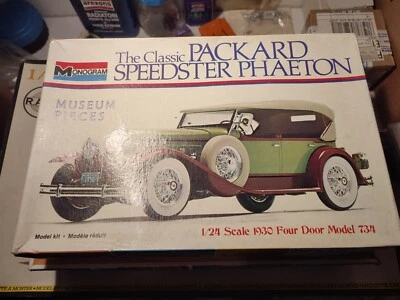 The Classic PACKARD
SPEEDSTER PHAETON
MONOGRAM
MUSEUM
PIECES
1/24 Scale 1930 Four Door Model 734
Model kit • Modèle réduit
RADIATOR